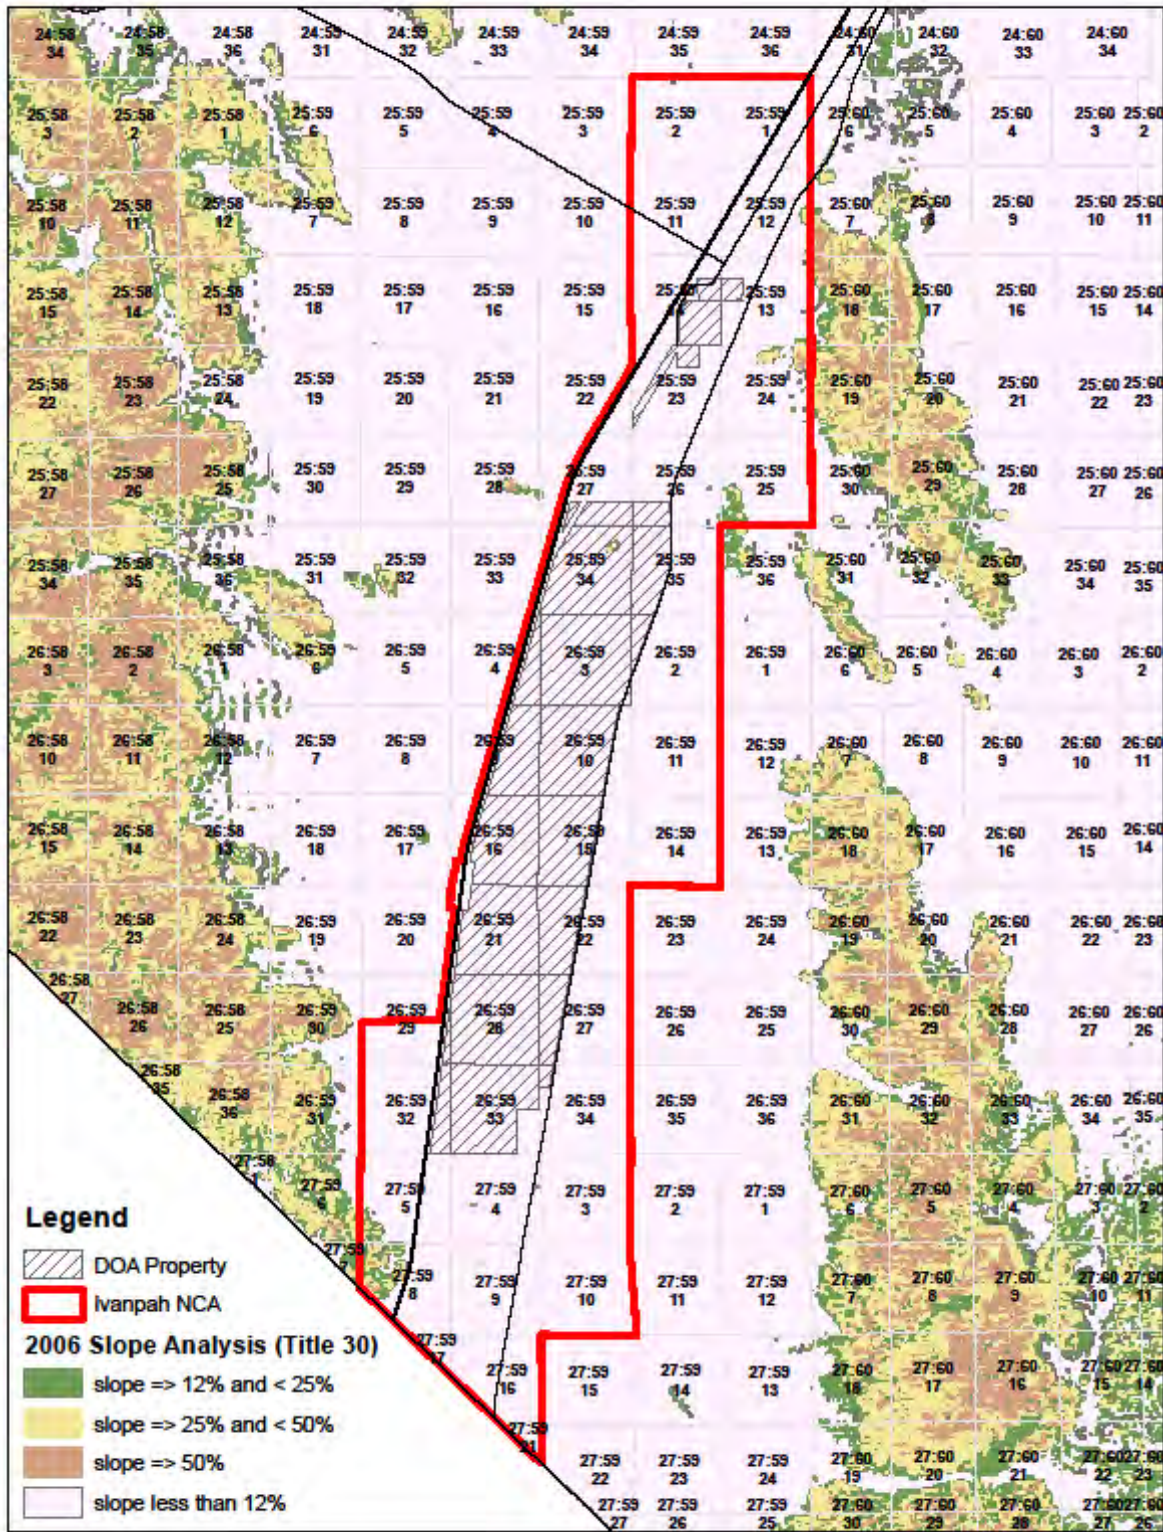 24:58 24:58 24:58 24:59 24:59 24:59 24:59 24:59 24:59 24:60 24:60 24:60 24:60
34 35 36 31 32 33 34 35 36 31 32 33 34
25:58 25:58 25:58 25:59 25:59 25:59 25:59 25:59 25:59 25:60 25:60 25:60 25:60 25:60
3 2 1 6 5 4 3 2 1 6 5 4 3 2
25:58 25:58 25:58 25:59 25:59 25:59 25:59 25:59 25:59 25:60 25:60 25:60 25:60 25:60
10 11 12 7 8 9 10 11 12 7 8 9 10 11
25:58 25:58 25:58 25:59 25:59 25:59 25:59 25:59 25:60 25:60 25:60 25:60 25:60
15 14 13 18 17 16 15 13 18 17 16 15 14
25:58 25:58 25:58 25:59 25:59 25:59 25:59 25:59 25:59 25:60 25:60 25:60 25:60 25:60
22 23 24 19 20 21 22 23 24 19 20 21 22 23
25:58 25:58 25:58 25:59 25:59 25:59 25:59 25:59 25:59 25:60 25:60 25:60 25:60 25:60
27 26 25 30 29 28 27 26 25 30 29 28 27 26
25:58 25:58 25:58 25:59 25:59 25:59 25:59 25:59 25:59 25:60 25:60 25:60 25:60 25:60
34 35 36 31 32 33 34 35 36 31 32 33 34 35
26:58 26:58 26:58 26:59 26:59 26:59 26:59 26:59 26:59 26:60 26:60 26:60 26:60 26:60
3 2 1 6 5 4 3 2 1 6 5 4 3 2
26:58 26:58 26:58 26:59 26:59 26:59 26:59 26:59 26:59 26:60 26:60 26:60 26:60 26:60
10 11 12 7 8 9 10 11 12 7 8 9 10 11
26:58 26:58 26:58 26:59 26:59 26:59 26:59 26:59 26:59 26:60 26:60 26:60 26:60 26:60
15 14 13 18 17 16 15 14 13 18 17 16 15 14
26:58 26:58 26:58 26:59 26:59 26:59 26:59 26:59 26:59 26:60 26:60 26:60 26:60 26:60
22 23 24 19 20 21 22 23 24 19 20 21 22 23
26:58 26:58 26:58 26:59 26:59 26:59 26:59 26:59 26:59 26:60 26:60 26:60 26:60 26:60
27 26 25 30 29 28 27 26 25 30 29 28 27 26
26:58 26:58 26:59 26:59 26:59 26:59 26:59 26:59 26:60 26:60 26:60 26:60 26:60
35 36 31 32 33 34 35 36 31 32 33 34 35
27:58 27:59 27:59 27:59 27:59 27:59 27:59 27:60 27:60 27:60 27:60 27:60
1 6 5 4 3 2 1 6 5 4 3 2
27:59 27:59 27:59 27:59 27:59 27:59 27:60 27:60 27:60 27:60 27:60
7 8 9 10 11 12 7 8 9 10 11
27:59 27:59 27:59 27:59 27:59 27:60 27:60 27:60 27:60 27:60
17 16 15 14 13 18 17 16 15 14
27:59 27:59 27:59 27:59 27:60 27:60 27:60 27:60 27:60
21 22 23 24 19 20 21 22 23
27:59 27:59 27:59 27:60 27:60 27:60 27:60 27:60
27 26 25 30 29 28 27 26
Legend
DOA Property
Ivanpah NCA
2006 Slope Analysis (Title 30)
slope => 12% and < 25%
slope => 25% and < 50%
slope => 50%
slope less than 12%